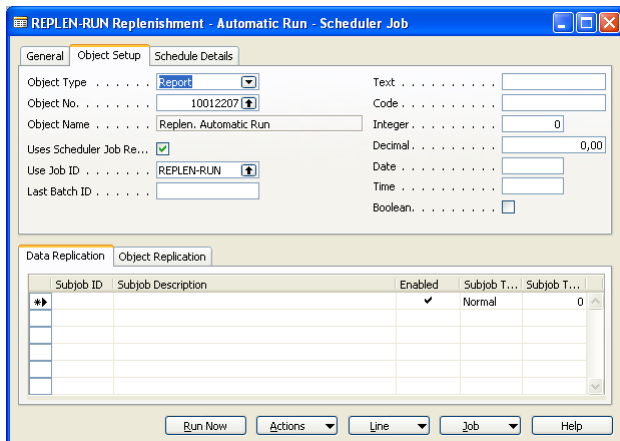 REPLEN-RUN Replenishment - Automatic Run - Scheduler Job
General Object Setup Schedule Details
Object Type . . . . . . Report
Object No. . . . . . . . 10012207
Object Name . . . . . . Replen. Automatic Run
Uses Scheduler Job Re...
Use Job ID . . . . . . . REPLEN-RUN
Last Batch ID . . . . . .
Text . . . . . . . . . . .
Code . . . . . . . . . . .
Integer . . . . . . . . . 0
Decimal . . . . . . . . . 0,00
Date . . . . . . . . . . .
Time . . . . . . . . . . .
Boolean. . . . . . . . . .
Data Replication Object Replication
Subjob ID Subjob Description Enabled Subjob T... Subjob T...
Normal 0
Run Now Actions Line Job Help